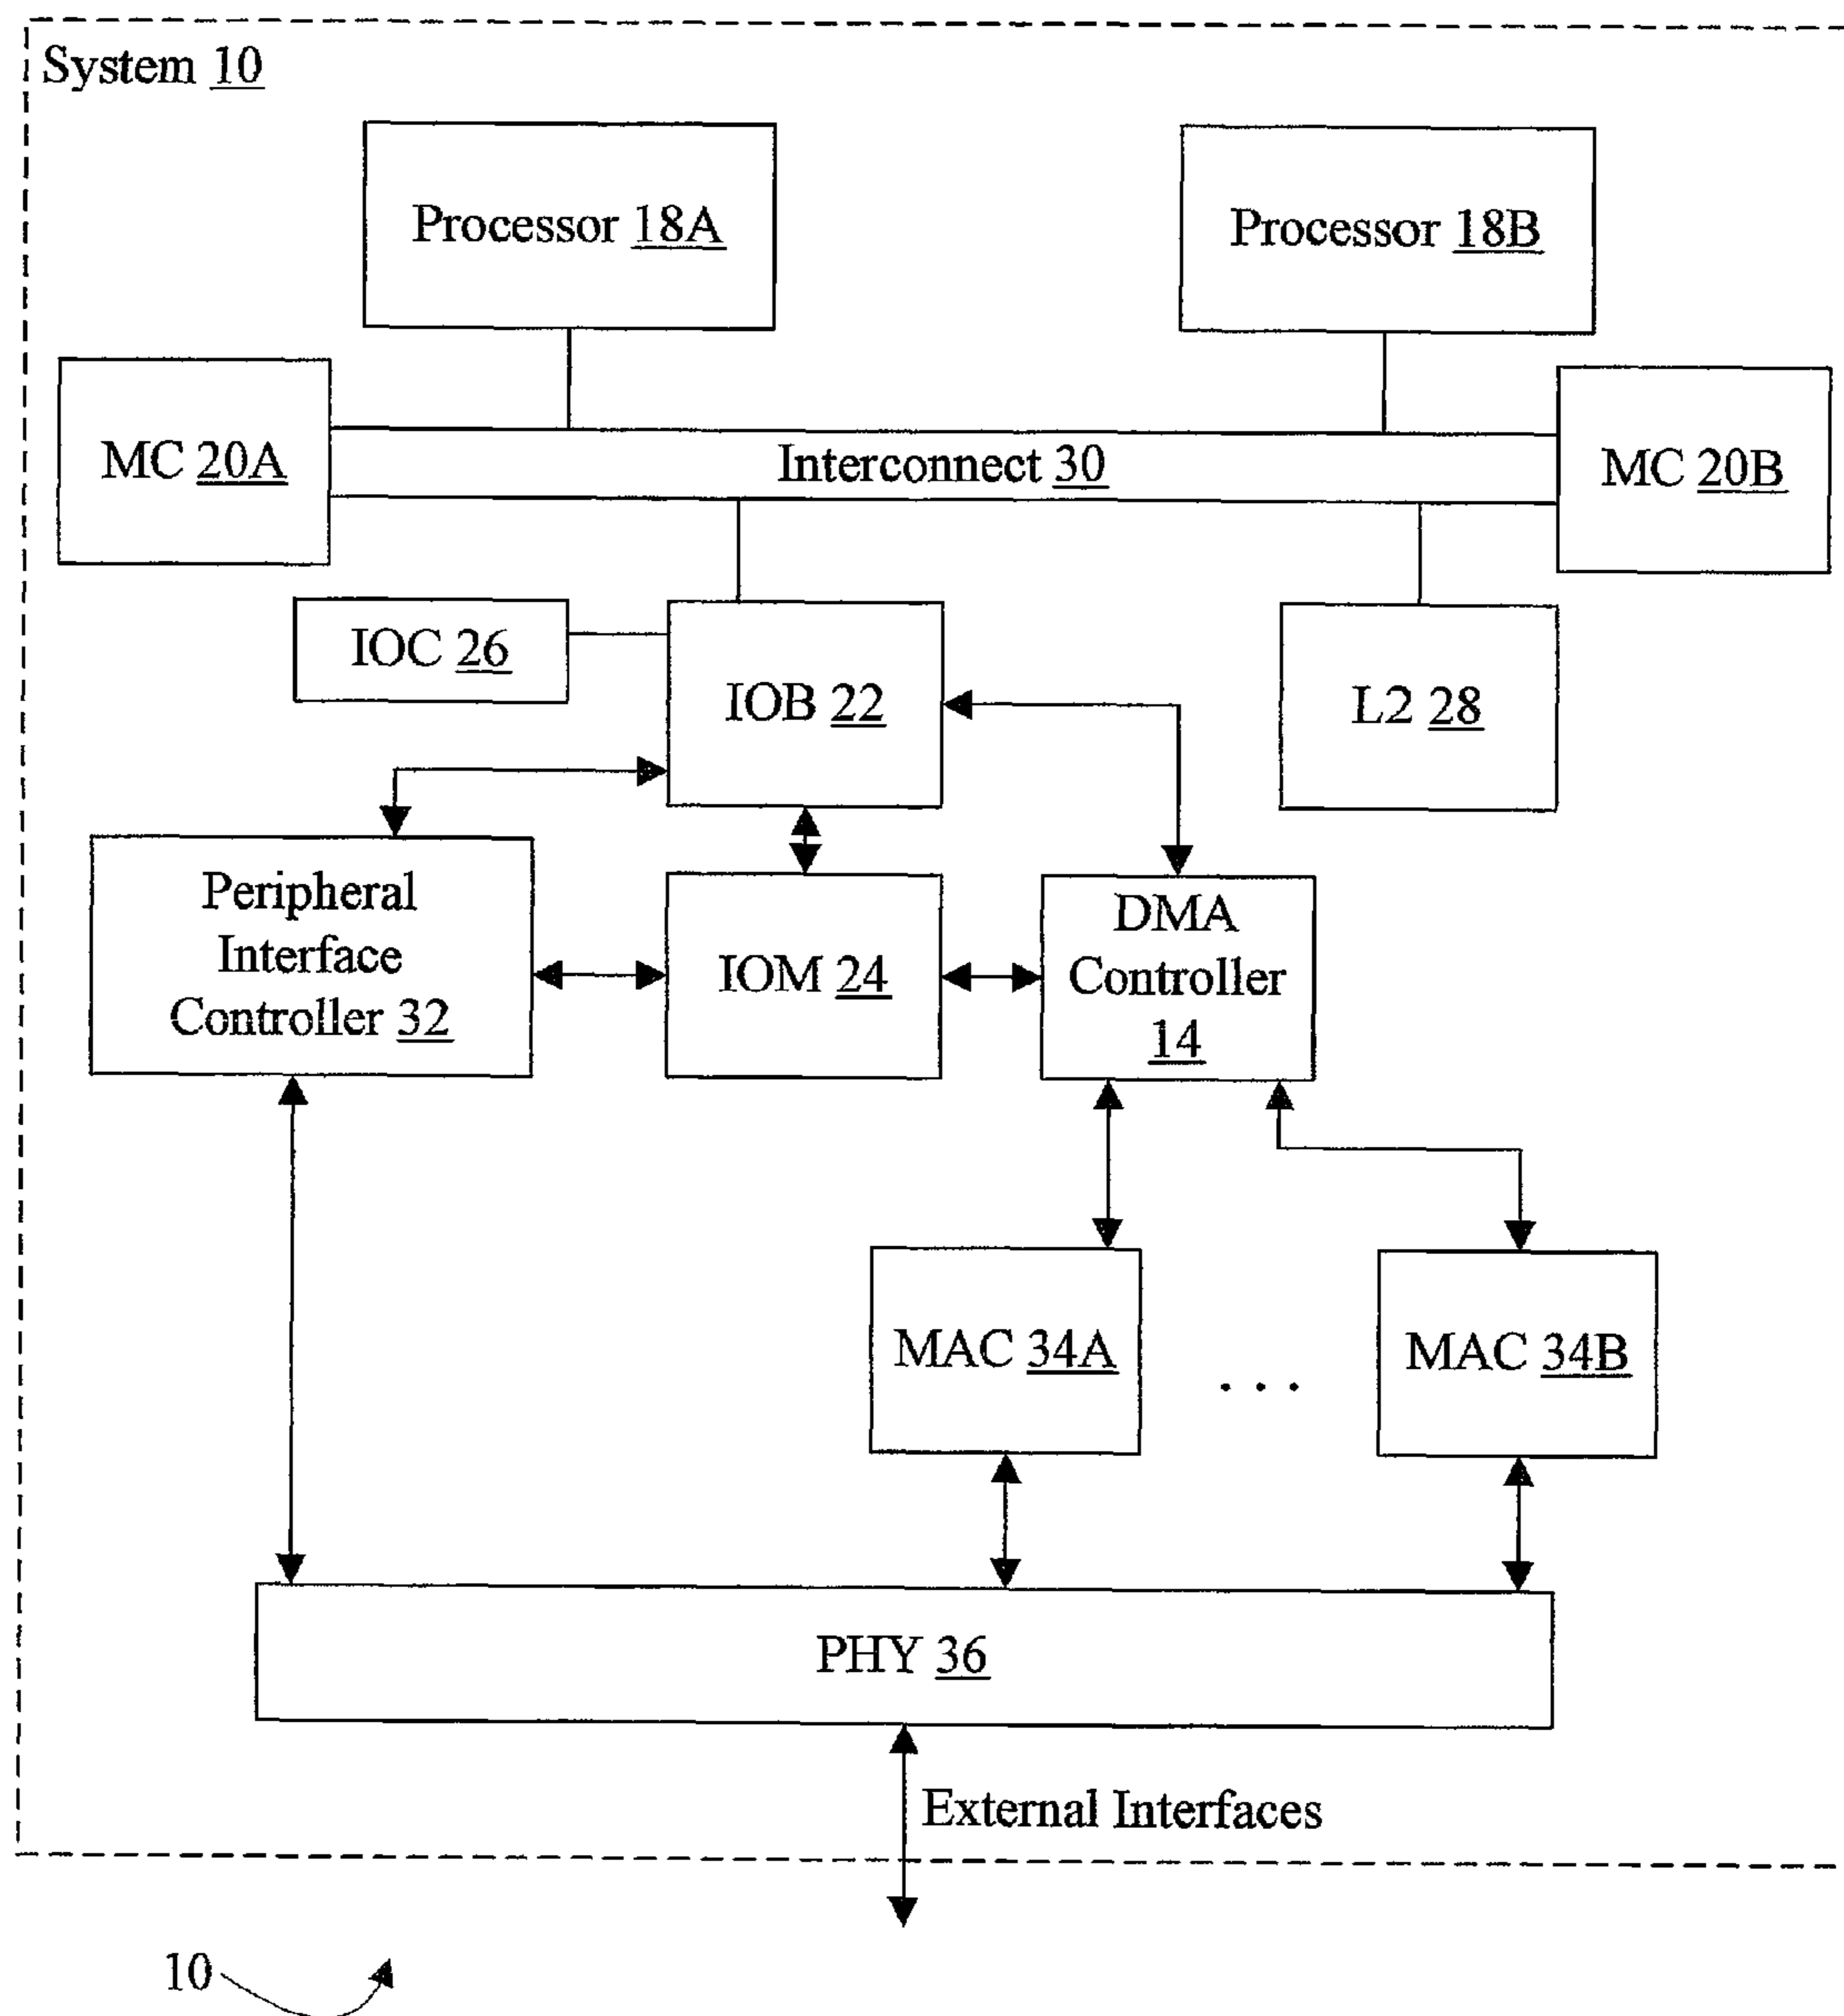 System 10
Processor 18A
Processor 18B
MC 20A
Interconnect 30
MC 20B
IOC 26
IOB 22
L2 28
Peripheral
Interface
Controller 32
IOM 24
DMA
Controller
14
MAC 34A
. . .
MAC 34B
PHY 36
External Interfaces
10